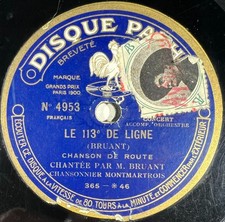 DISQUE PA
BREVETÉ
MARQUE
GRANDS PRIX
PARIS 1900
Nº 4953
FRANÇAIS
CONCERT
ACCOMP. ORCHESTRE
LE 113e DE LIGNE
(BRUANT)
CHANSON DE ROUTE
CHANTÉE PAR M. BRUANT
CHANSONNIER MONTMARTROIS
365 — 46
ÉCOUTER CE DISQUE A LA VITESSE DE 80 TOURS A LA MINUTE ET COMMENCER PAR L'EXTÉRIEUR